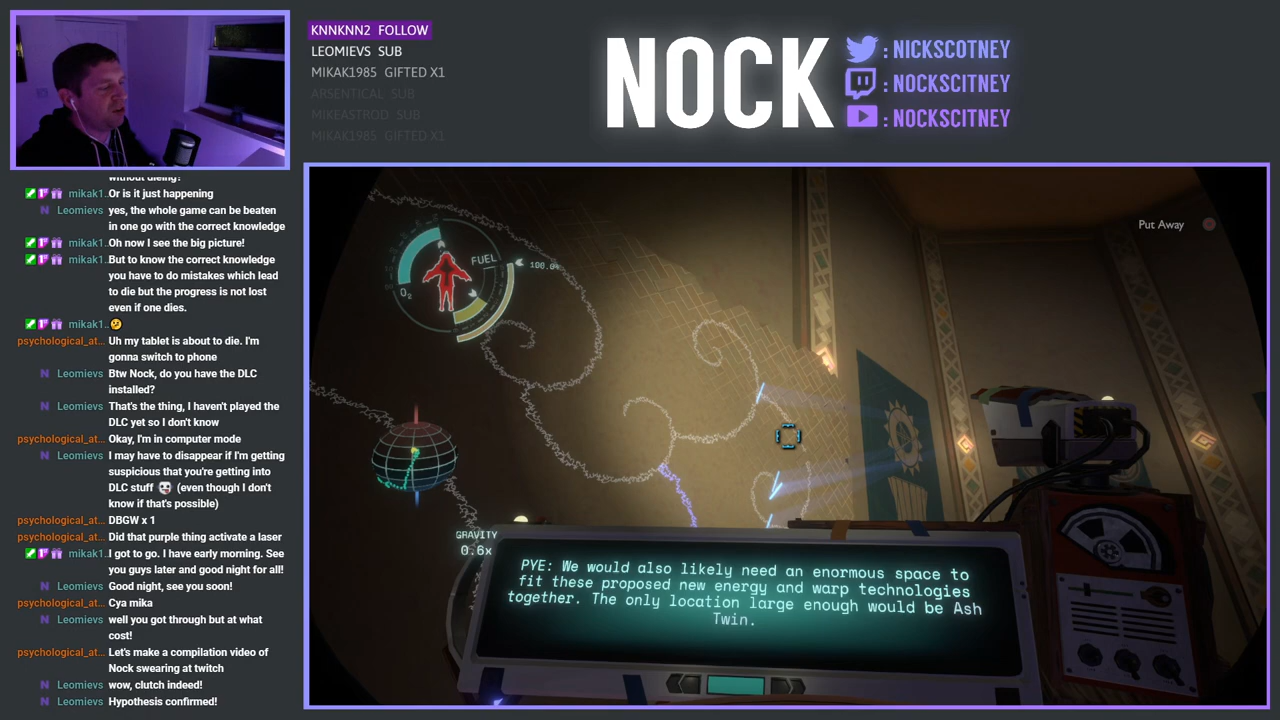 KNNKNN2 FOLLOW
LEOMIEVS SUB
MIKAK1985 GIFTED X1
ARSENTICAL SUB
MIKEASTROD SUB
MIKAK1985 GIFTED X1
NOCK
: NICKSCOTNEY
: NOCKSCITNEY
: NOCKSCITNEY
without dieing?
mikak1.. Or is it just happening
N Leomievs yes, the whole game can be beaten
in one go with the correct knowledge
mikak1.. Oh now I see the big picture!
mikak1.. But to know the correct knowledge
you have to do mistakes which lead
to die but the progress is not lost
even if one dies.
mikak1.. 🤔
psychological_at... Uh my tablet is about to die. I'm
gonna switch to phone
N Leomievs Btw Nock, do you have the DLC
installed?
N Leomievs That's the thing, I haven't played the
DLC yet so I don't know
psychological_at... Okay, I'm in computer mode
N Leomievs I may have to disappear if I'm getting
suspicious that you're getting into
DLC stuff (even though I don't
know if that's possible)
psychological_at... DBGW x 1
psychological_at... Did that purple thing activate a laser
mikak1.. I got to go. I have early morning. See
you guys later and good night for all!
N Leomievs Good night, see you soon!
psychological_at... Cya mika
N Leomievs well you got through but at what
cost!
psychological_at... Let's make a compilation video of
Nock swearing at twitch
N Leomievs wow, clutch indeed!
N Leomievs Hypothesis confirmed!
Put Away
FUEL
100.0%
O₂
GRAVITY
0.6x
PYE: We would also likely need an enormous space to
fit these proposed new energy and warp technologies
together. The only location large enough would be Ash
Twin.